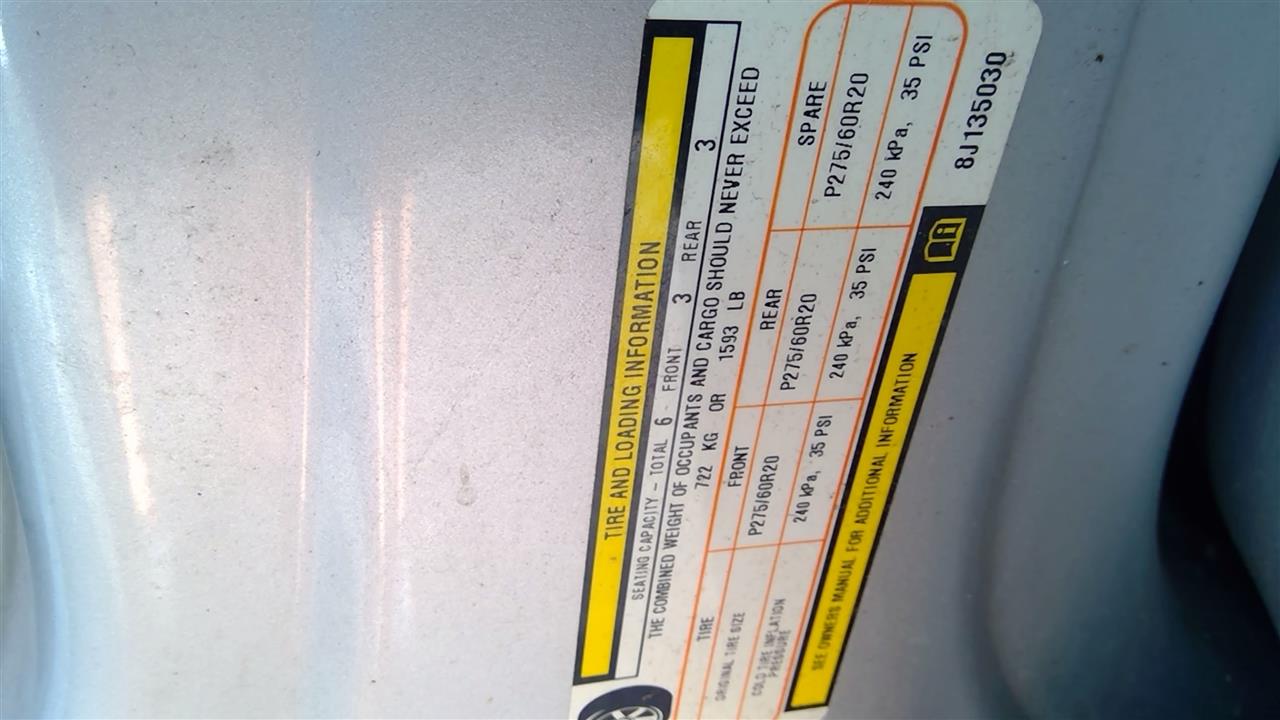 TIRE AND LOADING INFORMATION
SEATING CAPACITY – TOTAL 6 FRONT 3 REAR 3
THE COMBINED WEIGHT OF OCCUPANTS AND CARGO SHOULD NEVER EXCEED
722 KG OR 1593 LB
TIRE FRONT REAR SPARE
ORIGINAL TIRE SIZE P275/60R20 P275/60R20 P275/60R20
COLD TIRE INFLATION PRESSURE 240 kPa, 35 PSI 240 kPa, 35 PSI 240 kPa, 35 PSI
SEE OWNERS MANUAL FOR ADDITIONAL INFORMATION
8J135030